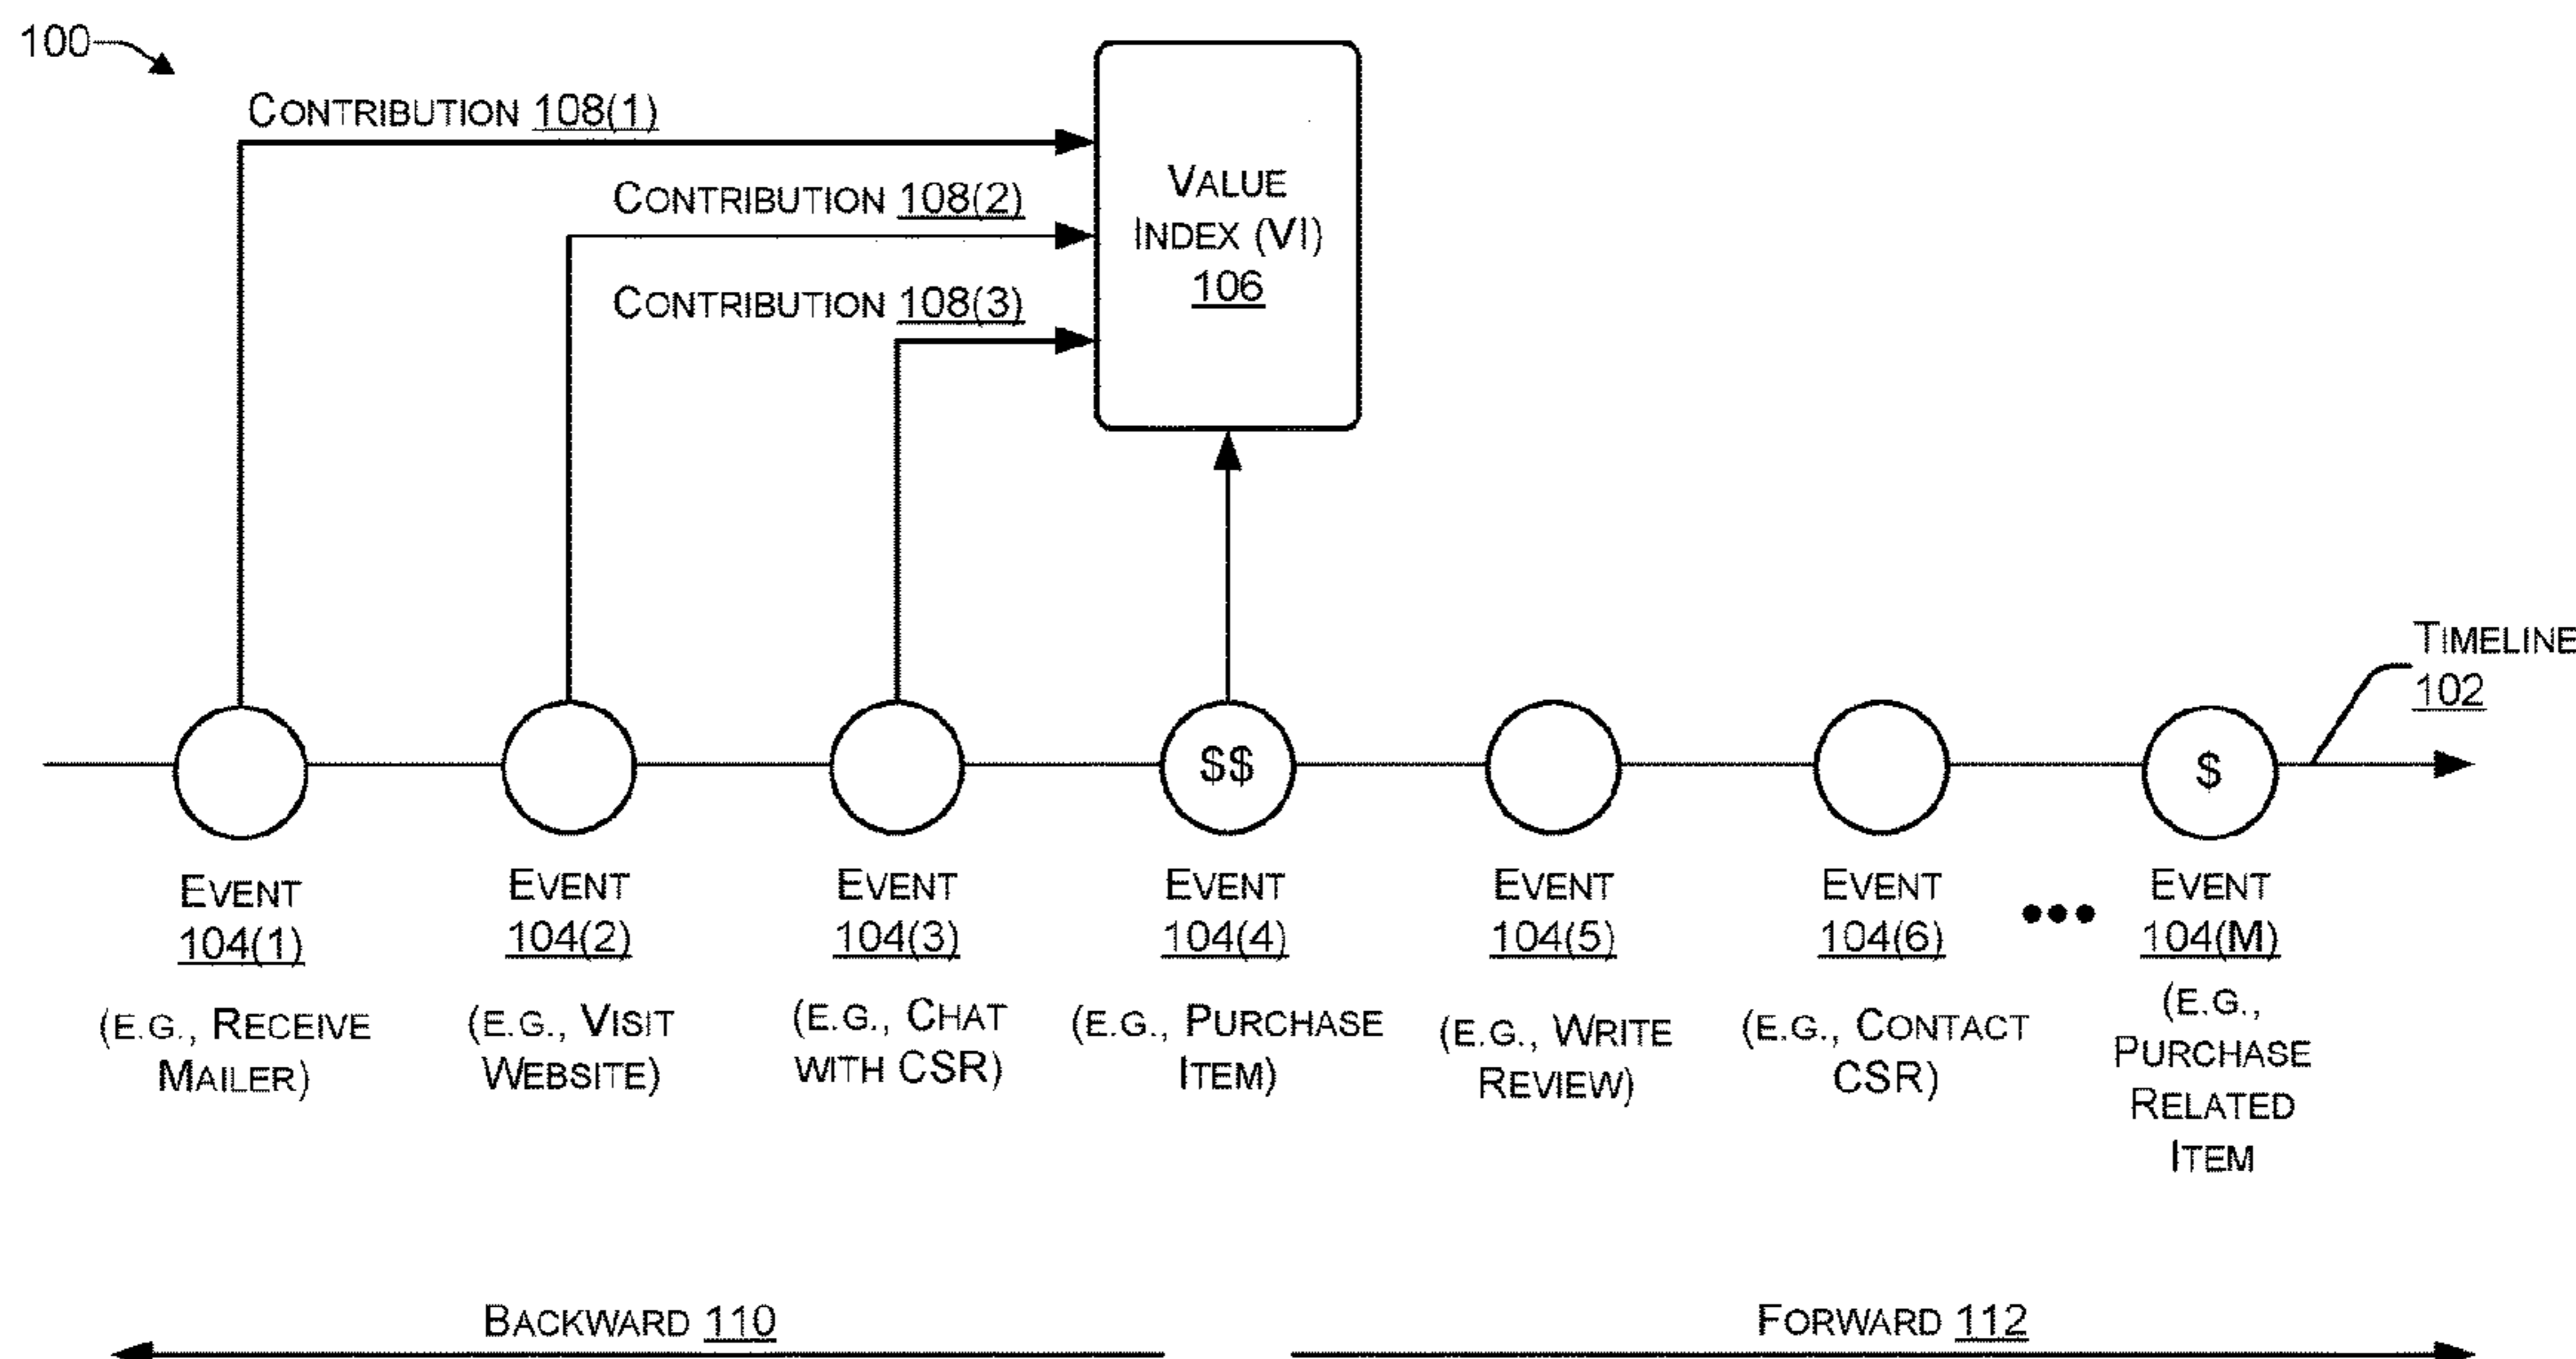 100
CONTRIBUTION 108(1)
CONTRIBUTION 108(2)
CONTRIBUTION 108(3)
VALUE
INDEX (VI)
106
TIMELINE
102
$$
$
EVENT
104(1)
(E.G., RECEIVE
MAILER)
EVENT
104(2)
(E.G., VISIT
WEBSITE)
EVENT
104(3)
(E.G., CHAT
WITH CSR)
EVENT
104(4)
(E.G., PURCHASE
ITEM)
EVENT
104(5)
(E.G., WRITE
REVIEW)
EVENT
104(6)
(E.G., CONTACT
CSR)
•••
EVENT
104(M)
(E.G.,
PURCHASE
RELATED
ITEM
BACKWARD 110
FORWARD 112